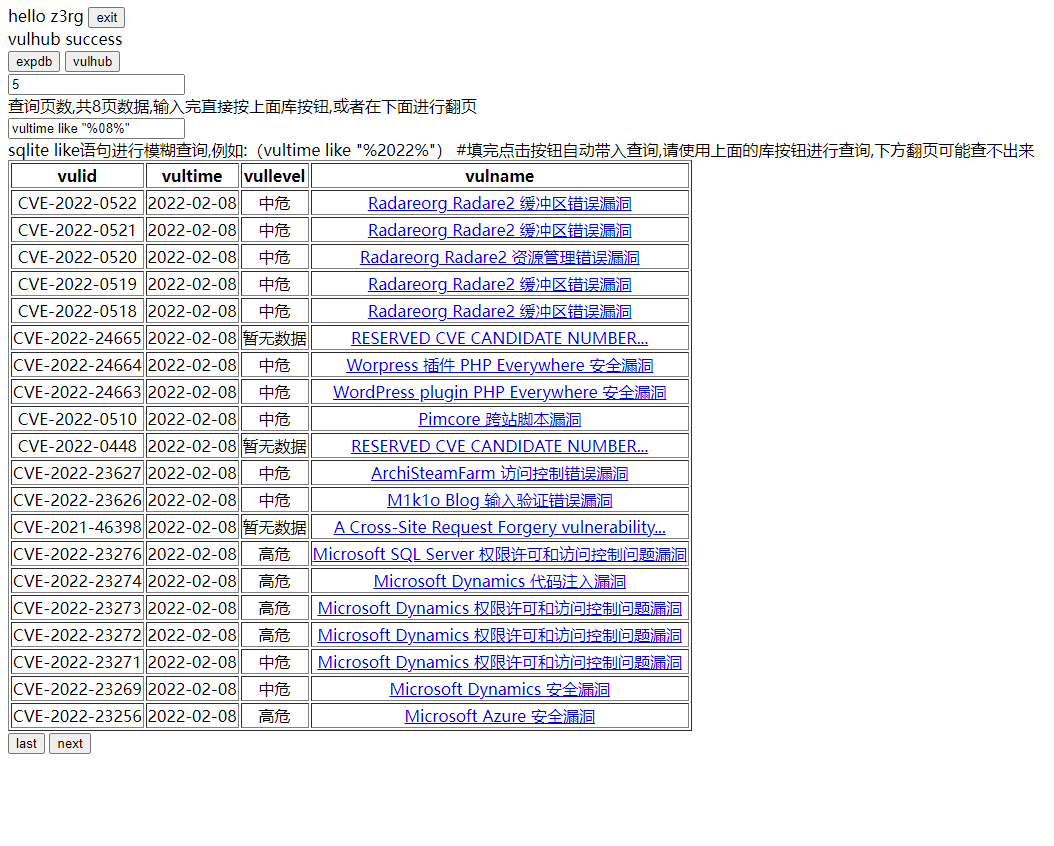 hello z3rg exit
vulhub success
expdb vulhub
5
查询页数,共8页数据,输入完直接按上面库按钮,或者在下面进行翻页
vultime like "%08%"
sqlite like语句进行模糊查询,例如:（vultime like "%2022%"） #填完点击按钮自动带入查询,请使用上面的库按钮进行查询,下方翻页可能查不出来
vulid vultime vullevel vulname
CVE-2022-0522 2022-02-08 中危 Radareorg Radare2 缓冲区错误漏洞
CVE-2022-0521 2022-02-08 中危 Radareorg Radare2 缓冲区错误漏洞
CVE-2022-0520 2022-02-08 中危 Radareorg Radare2 资源管理错误漏洞
CVE-2022-0519 2022-02-08 中危 Radareorg Radare2 缓冲区错误漏洞
CVE-2022-0518 2022-02-08 中危 Radareorg Radare2 缓冲区错误漏洞
CVE-2022-24665 2022-02-08 暂无数据 RESERVED CVE CANDIDATE NUMBER...
CVE-2022-24664 2022-02-08 中危 Worpress 插件 PHP Everywhere 安全漏洞
CVE-2022-24663 2022-02-08 中危 WordPress plugin PHP Everywhere 安全漏洞
CVE-2022-0510 2022-02-08 中危 Pimcore 跨站脚本漏洞
CVE-2022-0448 2022-02-08 暂无数据 RESERVED CVE CANDIDATE NUMBER...
CVE-2022-23627 2022-02-08 中危 ArchiSteamFarm 访问控制错误漏洞
CVE-2022-23626 2022-02-08 中危 M1k1o Blog 输入验证错误漏洞
CVE-2021-46398 2022-02-08 暂无数据 A Cross-Site Request Forgery vulnerability...
CVE-2022-23276 2022-02-08 高危 Microsoft SQL Server 权限许可和访问控制问题漏洞
CVE-2022-23274 2022-02-08 高危 Microsoft Dynamics 代码注入漏洞
CVE-2022-23273 2022-02-08 高危 Microsoft Dynamics 权限许可和访问控制问题漏洞
CVE-2022-23272 2022-02-08 高危 Microsoft Dynamics 权限许可和访问控制问题漏洞
CVE-2022-23271 2022-02-08 中危 Microsoft Dynamics 权限许可和访问控制问题漏洞
CVE-2022-23269 2022-02-08 中危 Microsoft Dynamics 安全漏洞
CVE-2022-23256 2022-02-08 高危 Microsoft Azure 安全漏洞
last next